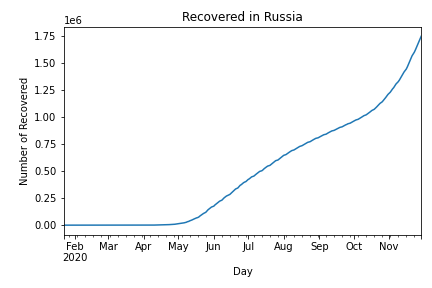 Recovered in Russia
1e6
Number of Recovered
1.75
1.50
1.25
1.00
0.75
0.50
0.25
0.00
Feb Mar Apr May Jun Jul Aug Sep Oct Nov
2020
Day